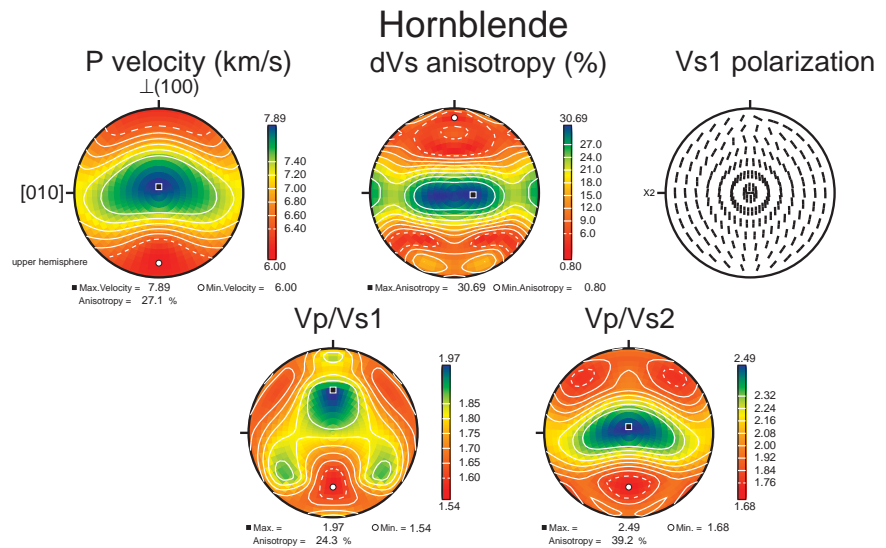 Hornblende
P velocity (km/s)
⊥(100)
[010]
upper hemisphere
7.89
7.40
7.20
7.00
6.80
6.60
6.40
6.00
■ Max.Velocity = 7.89 ○ Min.Velocity = 6.00
Anisotropy = 27.1 %
dVs anisotropy (%)
30.69
27.0
24.0
21.0
18.0
15.0
12.0
9.0
6.0
0.80
■ Max.Anisotropy = 30.69 ○ Min.Anisotropy = 0.80
Vs1 polarization
X2
Vp/Vs1
1.97
1.85
1.80
1.75
1.70
1.65
1.60
1.54
■ Max. = 1.97 ○ Min. = 1.54
Anisotropy = 24.3 %
Vp/Vs2
2.49
2.32
2.24
2.16
2.08
2.00
1.92
1.84
1.76
1.68
■ Max. = 2.49 ○ Min. = 1.68
Anisotropy = 39.2 %